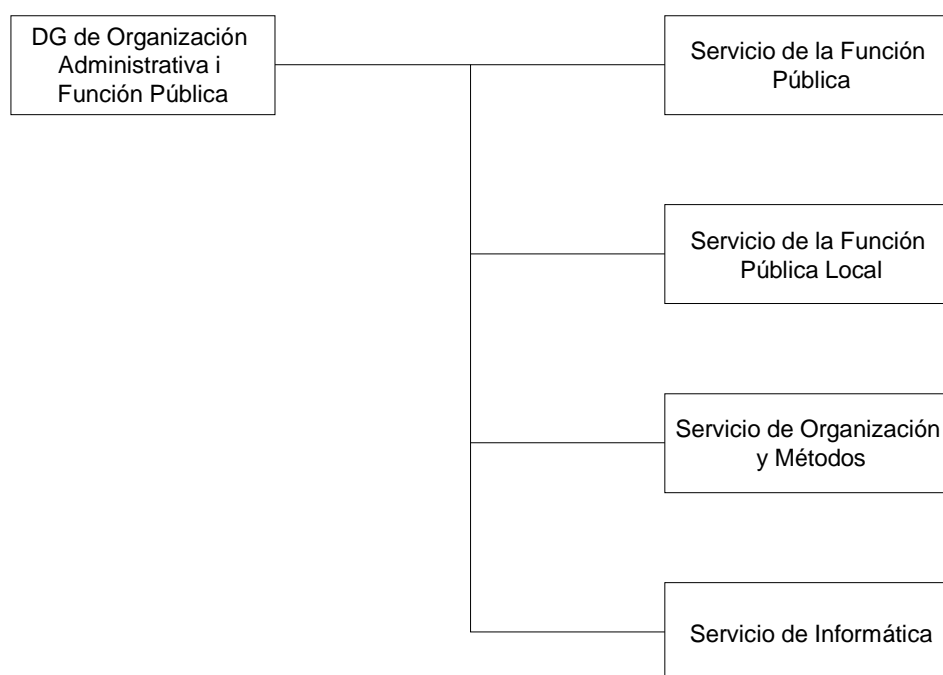 DG de Organización
Administrativa i
Función Pública
Servicio de la Función
Pública
Servicio de la Función
Pública Local
Servicio de Organización
y Métodos
Servicio de Informática